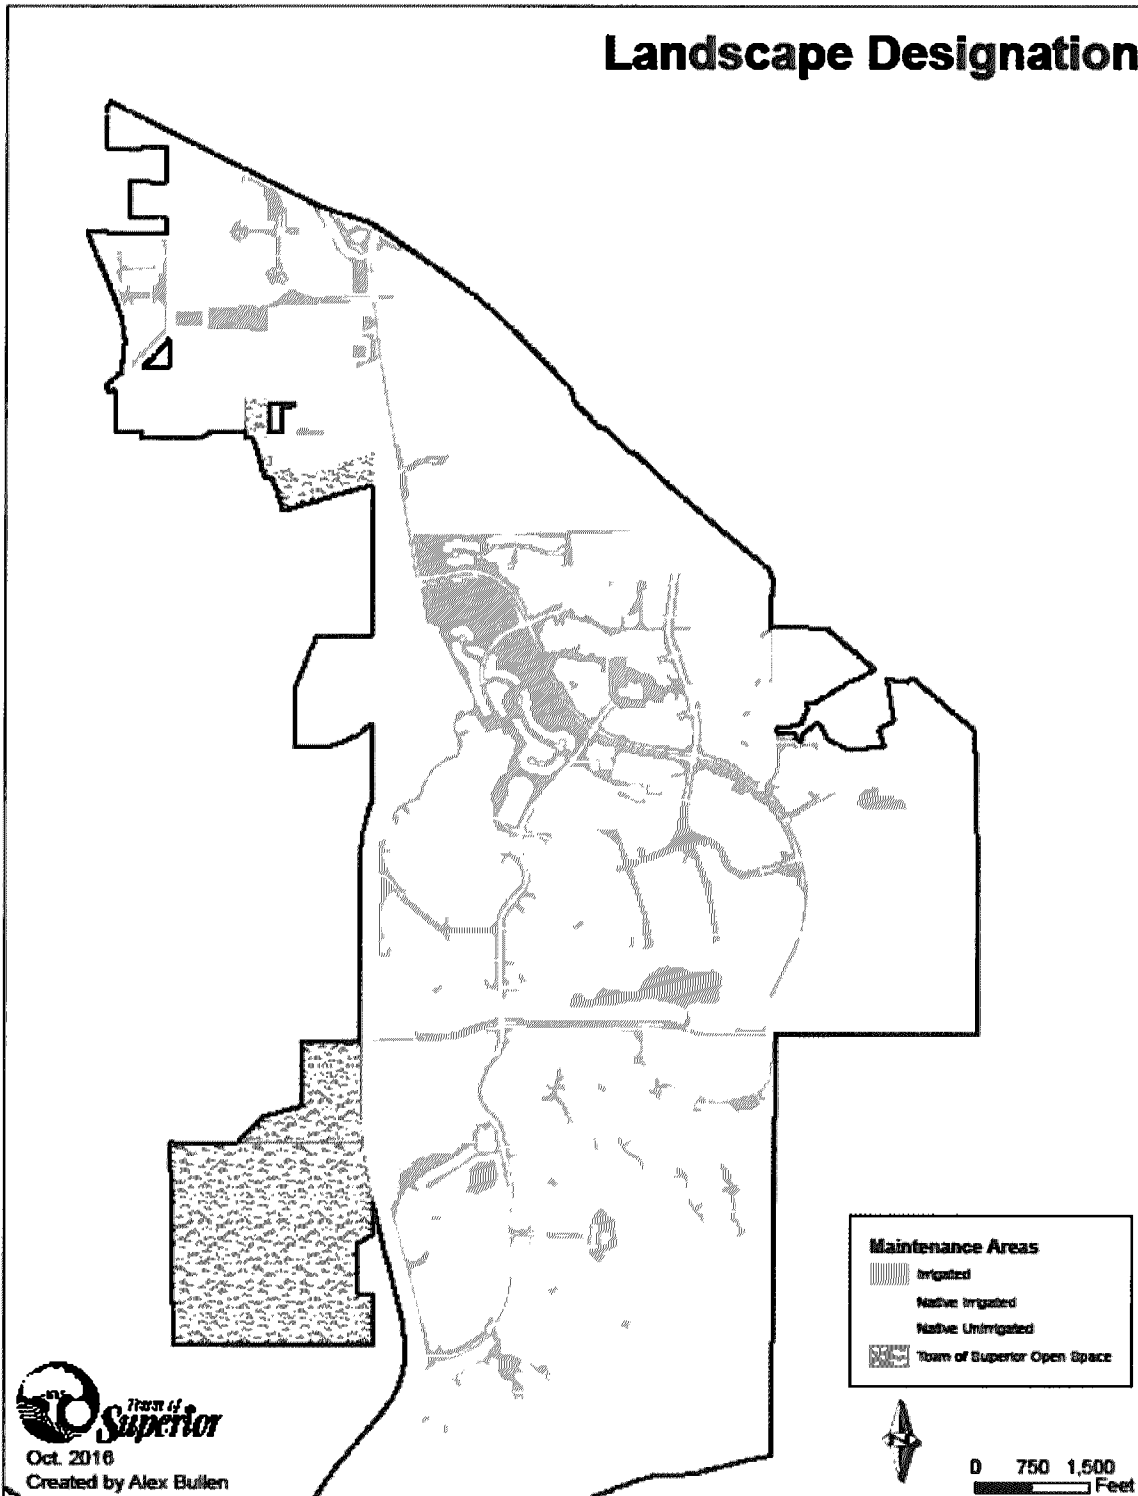 Landscape Designation
Maintenance Areas
Irrigated
Native Irrigated
Native Unirrigated
Town of Superior Open Space
Town of
Superior
Oct. 2016
Created by Alex Bullen
0 750 1,500
Feet